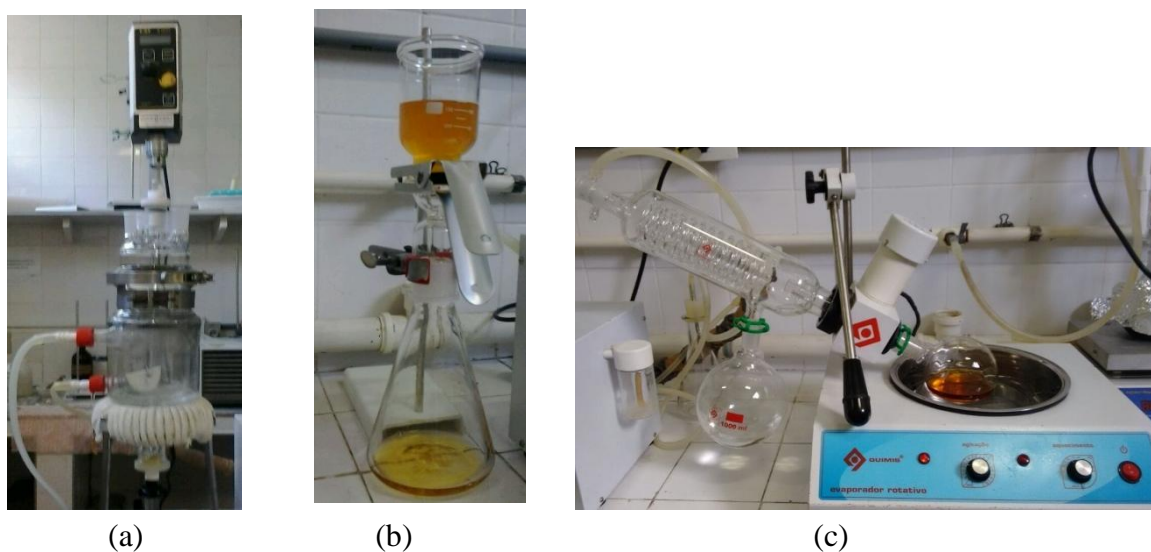 1000 ml
agitação
aquecimento
QUIMIS®
evaporador rotativo
(a)
(b)
(c)